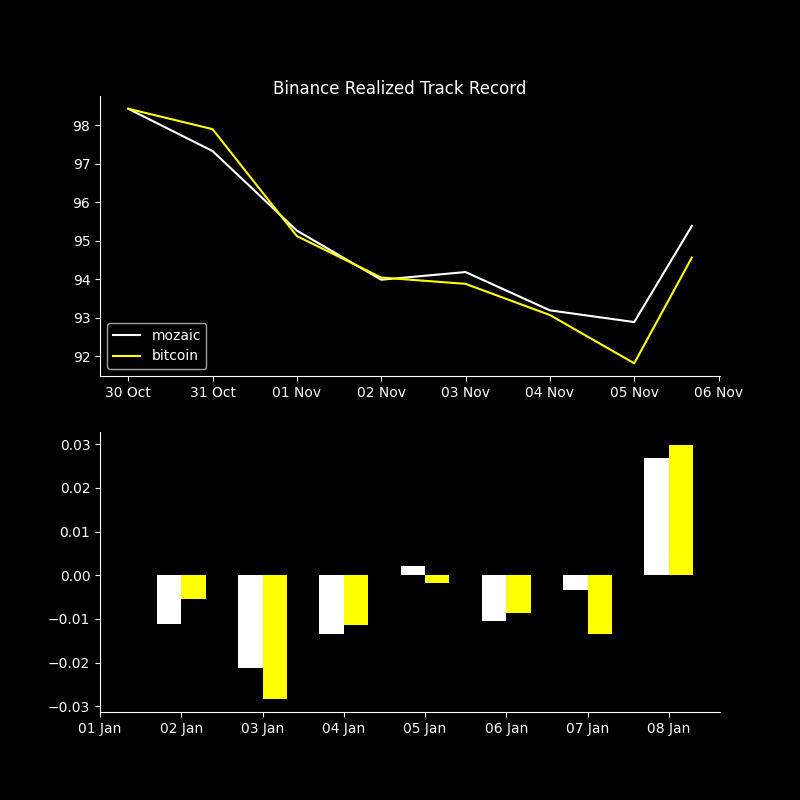 Binance Realized Track Record
98
97
96
95
94
93
92
mozaic
bitcoin
30 Oct 31 Oct 01 Nov 02 Nov 03 Nov 04 Nov 05 Nov 06 Nov
0.03
0.02
0.01
0.00
−0.01
−0.02
−0.03
01 Jan 02 Jan 03 Jan 04 Jan 05 Jan 06 Jan 07 Jan 08 Jan